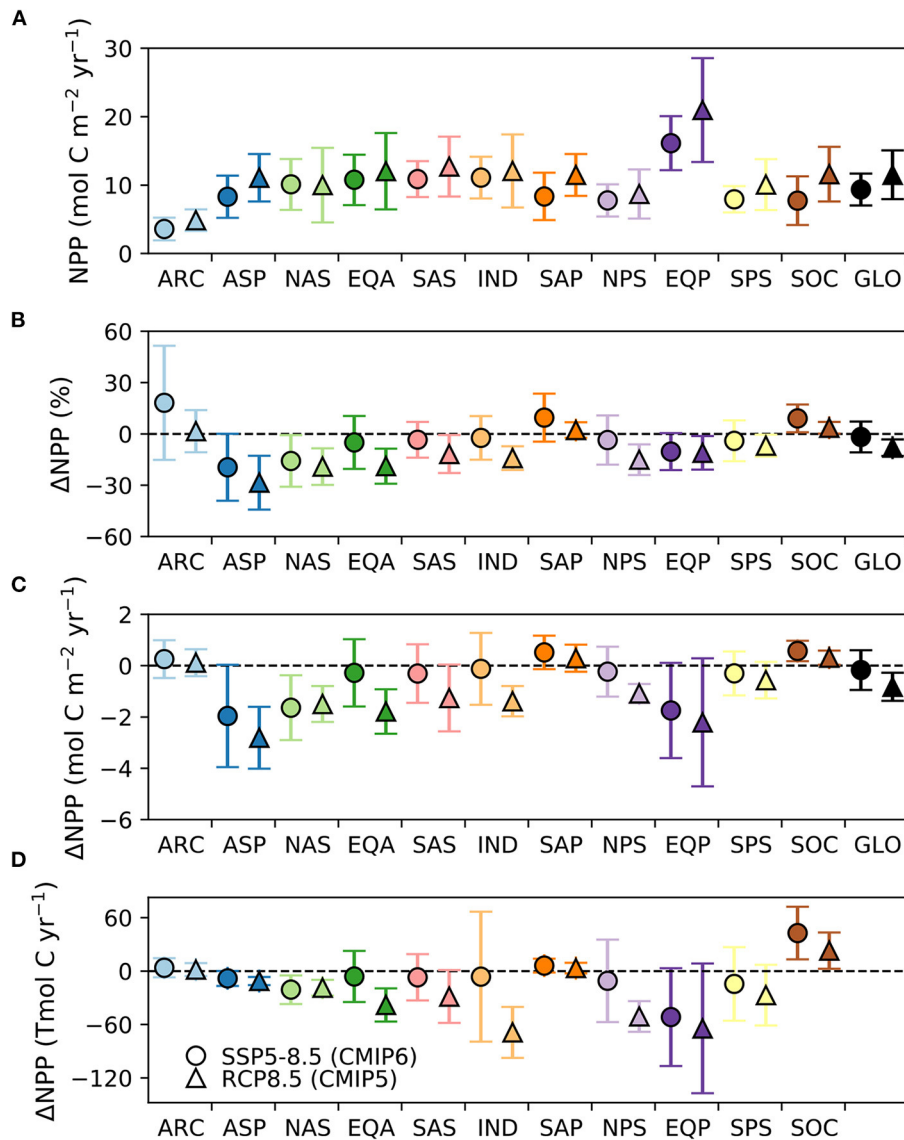 A
NPP (mol C m⁻² yr⁻¹)
30
20
10
0
ARC ASP NAS EQA SAS IND SAP NPS EQP SPS SOC GLO
B
ΔNPP (%)
60
30
0
−30
−60
ARC ASP NAS EQA SAS IND SAP NPS EQP SPS SOC GLO
C
ΔNPP (mol C m⁻² yr⁻¹)
2
0
−2
−4
−6
ARC ASP NAS EQA SAS IND SAP NPS EQP SPS SOC GLO
D
ΔNPP (Tmol C yr⁻¹)
60
0
−60
−120
SSP5-8.5 (CMIP6)
RCP8.5 (CMIP5)
ARC ASP NAS EQA SAS IND SAP NPS EQP SPS SOC